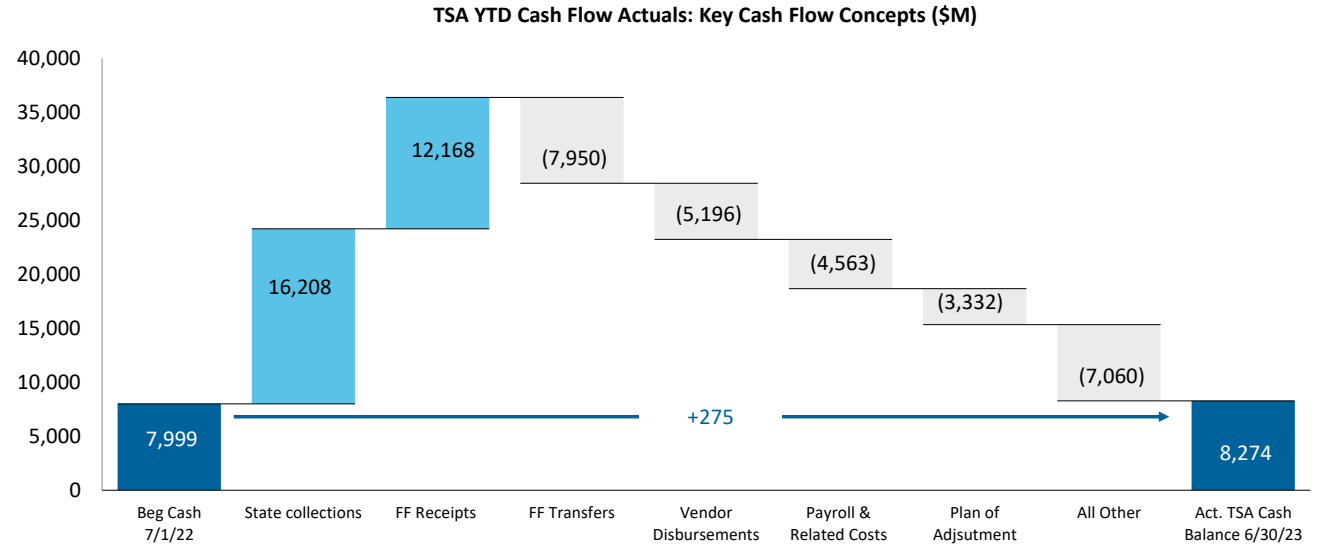 TSA YTD Cash Flow Actuals: Key Cash Flow Concepts ($M)
40,000
35,000
30,000
25,000
20,000
15,000
10,000
5,000
0
7,999
16,208
12,168
(7,950)
(5,196)
(4,563)
(3,332)
(7,060)
8,274
+275
Beg Cash
7/1/22
State collections
FF Receipts
FF Transfers
Vendor
Disbursements
Payroll &
Related Costs
Plan of
Adjsutment
All Other
Act. TSA Cash
Balance 6/30/23